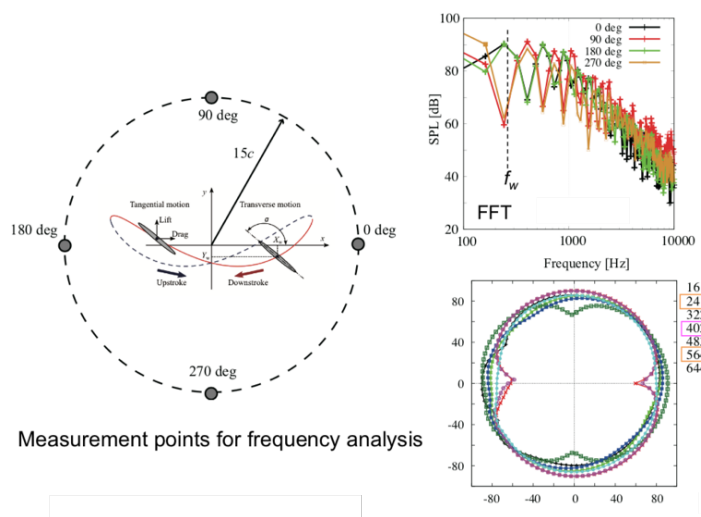 90 deg
15c
Tangential motion
Transverse motion
Lift
Drag
y
α
X_o
Y_o
x
180 deg
0 deg
Upstroke
Downstroke
270 deg
Measurement points for frequency analysis
0 deg
90 deg
180 deg
270 deg
SPL [dB]
100
80
60
40
20
f_w
FFT
100
1000
10000
Frequency [Hz]
80
40
0
-40
-80
-80
-40
0
40
80
16
24
32
40
48
56
64